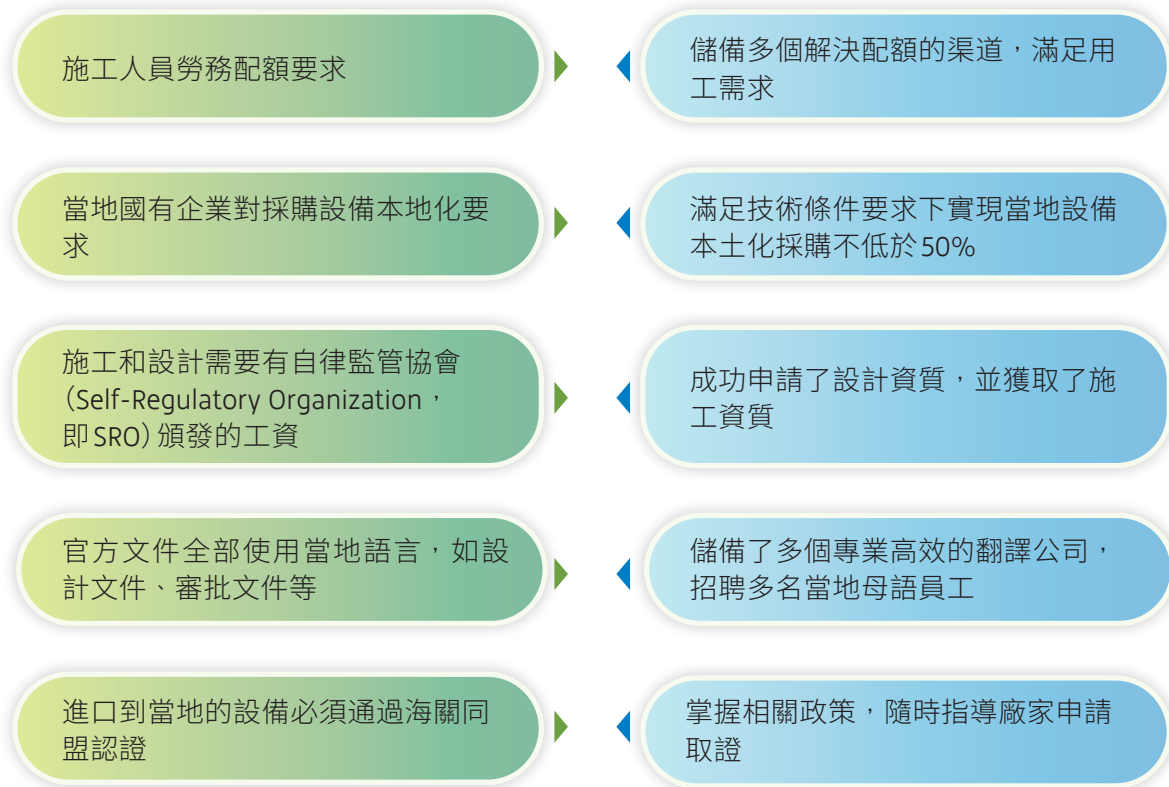 施工人員勞務配額要求
儲備多個解決配額的渠道，滿足用
工需求
當地國有企業對採購設備本地化要
求
滿足技術條件要求下實現當地設備
本土化採購不低於50%
施工和設計需要有自律監管協會
（Self-Regulatory Organization，
即SRO）頒發的工資
成功申請了設計資質，並獲取了施
工資質
官方文件全部使用當地語言，如設
計文件、審批文件等
儲備了多個專業高效的翻譯公司，
招聘多名當地母語員工
進口到當地的設備必須通過海關同
盟認證
掌握相關政策，隨時指導廠家申請
取證